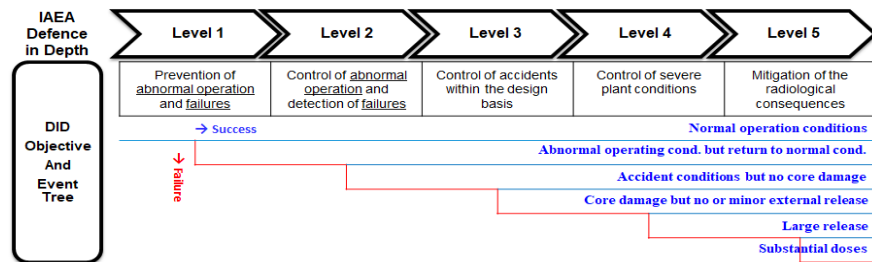 IAEA
Defence
in Depth
Level 1
Level 2
Level 3
Level 4
Level 5
DID
Objective
And
Event
Tree
Prevention of
abnormal operation
and failures
Control of abnormal
operation and
detection of failures
Control of accidents
within the design
basis
Control of severe
plant conditions
Mitigation of the
radiological
consequences
→ Success
→ Failure
Normal operation conditions
Abnormal operating cond. but return to normal cond.
Accident conditions but no core damage
Core damage but no or minor external release
Large release
Substantial doses